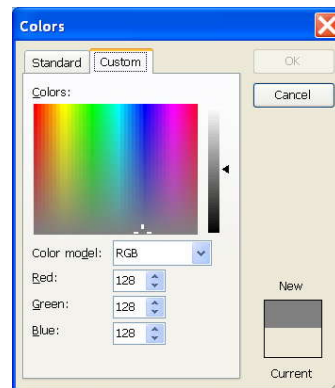 Colors
Standard
Custom
OK
Cancel
Colors:
Color model:
RGB
Red:
128
Green:
128
Blue:
128
New
Current